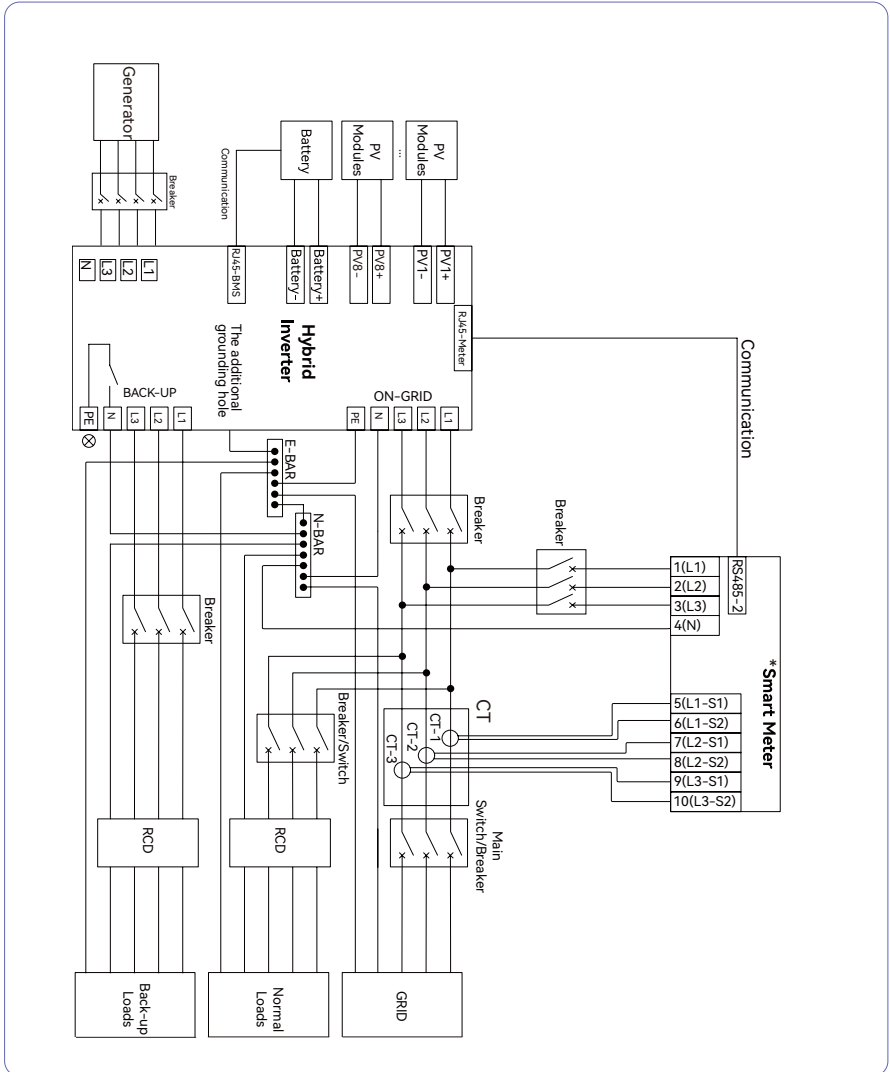 Generator
Breaker
Communication
Battery
PV
Modules
...
PV
Modules
N
L3
L2
L1
RJ45-BMS
Battery-
Battery+
PV8-
PV8+
PV1-
PV1+
RJ45-Meter
Hybrid
Inverter
The additional
grounding hole
BACK-UP
ON-GRID
PE
N
L3
L2
L1
PE
N
L3
L2
L1
Communication
E-BAR
N-BAR
Breaker
Breaker
Breaker
RS485-2
1(L1)
2(L2)
3(L3)
4(N)
*Smart Meter
5(L1-S1)
6(L1-S2)
7(L2-S1)
8(L2-S2)
9(L3-S1)
10(L3-S2)
CT
CT-1
CT-2
CT-3
Breaker/Switch
Main
Switch/Breaker
RCD
RCD
Back-up
Loads
Normal
Loads
GRID